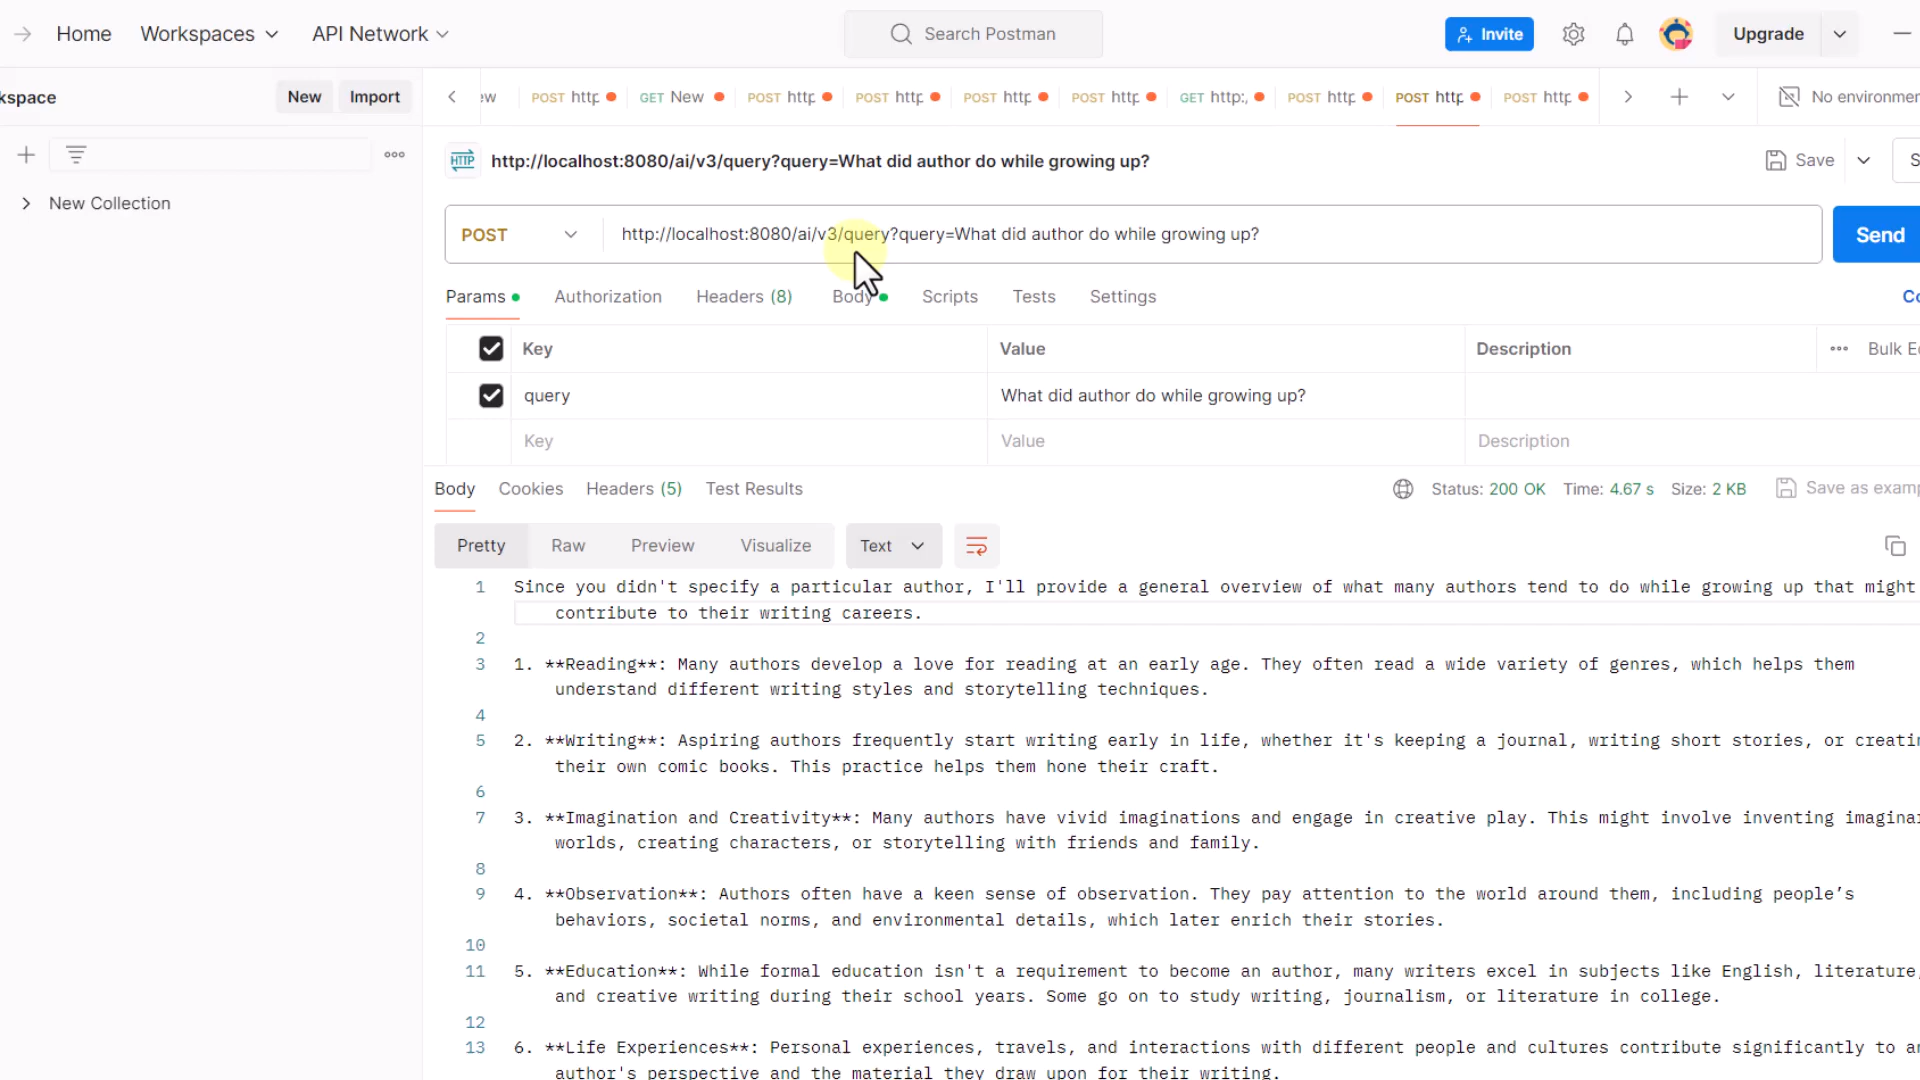 Home Workspaces API Network Search Postman Invite Upgrade
kspace New Import ew POST http GET New POST http POST http POST http POST http GET http:, POST http POST http POST http No environmen
HTTP http://localhost:8080/ai/v3/query?query=What did author do while growing up? Save S
New Collection
POST http://localhost:8080/ai/v3/query?query=What did author do while growing up? Send
Params Authorization Headers (8) Body Scripts Tests Settings Co
Key Value Description Bulk Ed
query What did author do while growing up?
Key Value Description
Body Cookies Headers (5) Test Results Status: 200 OK Time: 4.67 s Size: 2 KB Save as examp
Pretty Raw Preview Visualize Text
1 Since you didn't specify a particular author, I'll provide a general overview of what many authors tend to do while growing up that might
contribute to their writing careers.
2
3 1. **Reading**: Many authors develop a love for reading at an early age. They often read a wide variety of genres, which helps them
understand different writing styles and storytelling techniques.
4
5 2. **Writing**: Aspiring authors frequently start writing early in life, whether it's keeping a journal, writing short stories, or creatin
their own comic books. This practice helps them hone their craft.
6
7 3. **Imagination and Creativity**: Many authors have vivid imaginations and engage in creative play. This might involve inventing imaginar
worlds, creating characters, or storytelling with friends and family.
8
9 4. **Observation**: Authors often have a keen sense of observation. They pay attention to the world around them, including people’s
behaviors, societal norms, and environmental details, which later enrich their stories.
10
11 5. **Education**: While formal education isn't a requirement to become an author, many writers excel in subjects like English, literature,
and creative writing during their school years. Some go on to study writing, journalism, or literature in college.
12
13 6. **Life Experiences**: Personal experiences, travels, and interactions with different people and cultures contribute significantly to an
author's perspective and the material they draw upon for their writing.